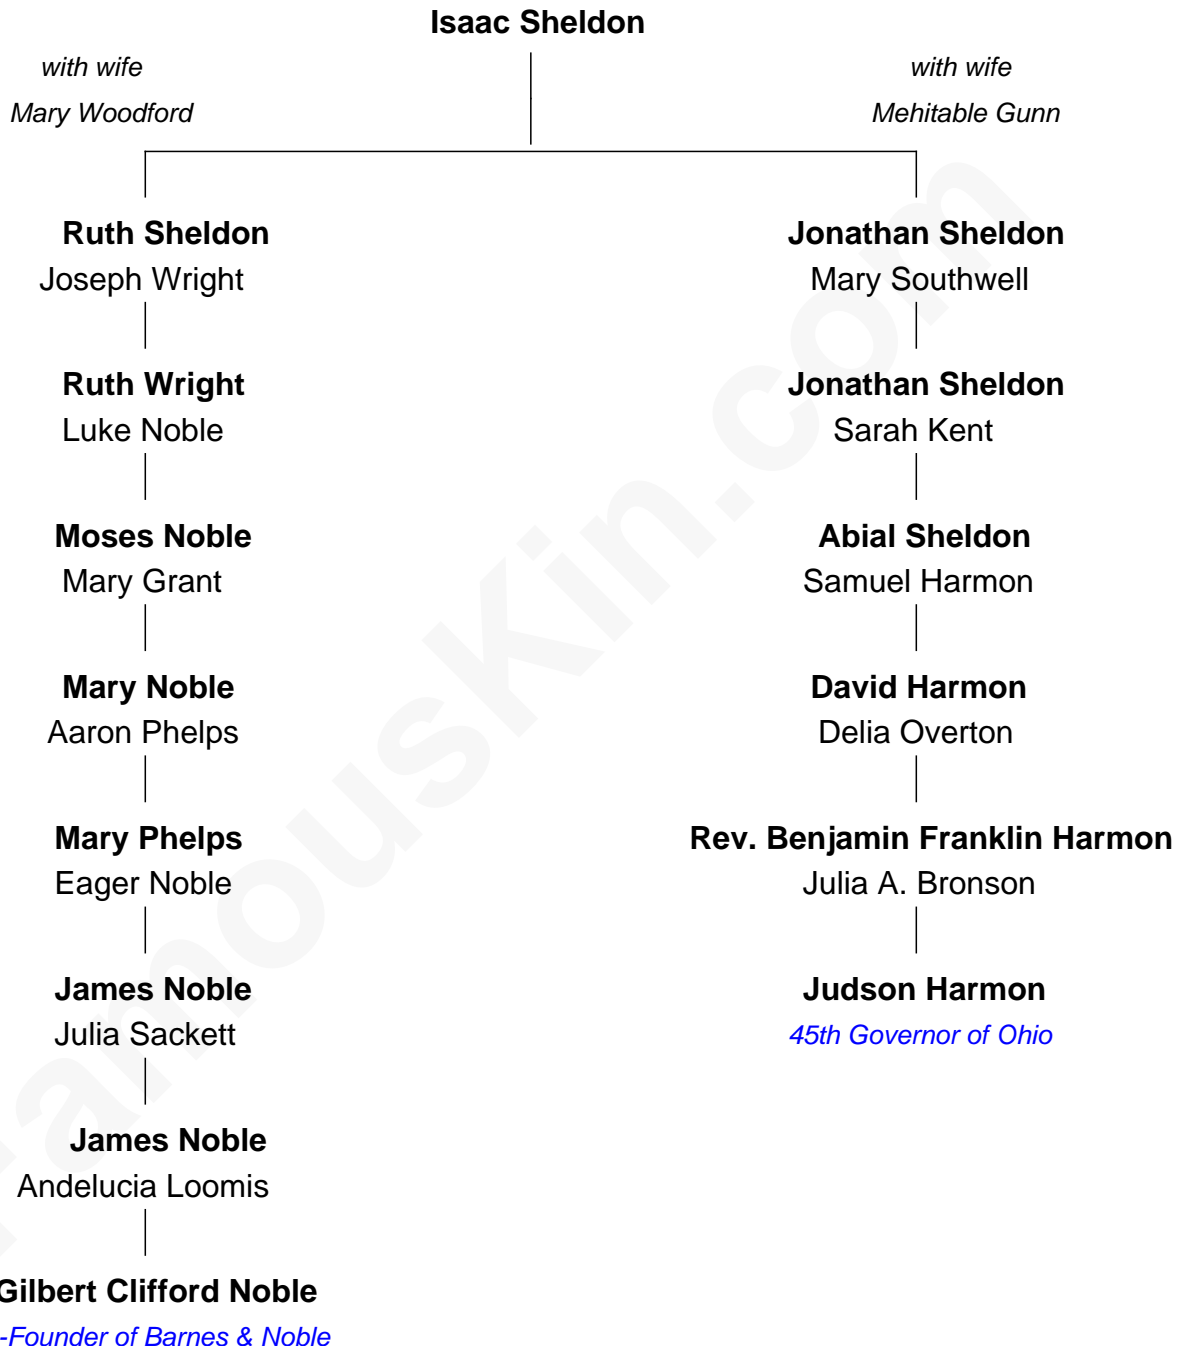 Isaac Sheldon
with wife
Mary Woodford
with wife
Mehitable Gunn
Ruth Sheldon
Joseph Wright
Jonathan Sheldon
Mary Southwell
Ruth Wright
Luke Noble
Jonathan Sheldon
Sarah Kent
Moses Noble
Mary Grant
Abial Sheldon
Samuel Harmon
Mary Noble
Aaron Phelps
David Harmon
Delia Overton
Mary Phelps
Eager Noble
Rev. Benjamin Franklin Harmon
Julia A. Bronson
James Noble
Julia Sackett
Judson Harmon
45th Governor of Ohio
James Noble
Andelucia Loomis
Gilbert Clifford Noble
-Founder of Barnes & Noble
FamousKin.com